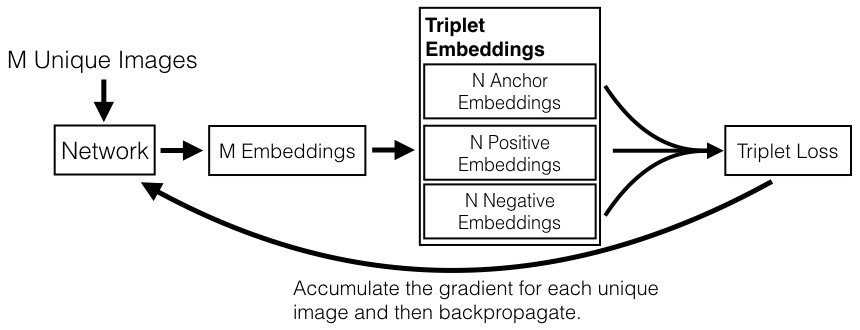 M Unique Images
Network
M Embeddings
Triplet
Embeddings
N Anchor
Embeddings
N Positive
Embeddings
N Negative
Embeddings
Triplet Loss
Accumulate the gradient for each unique
image and then backpropagate.